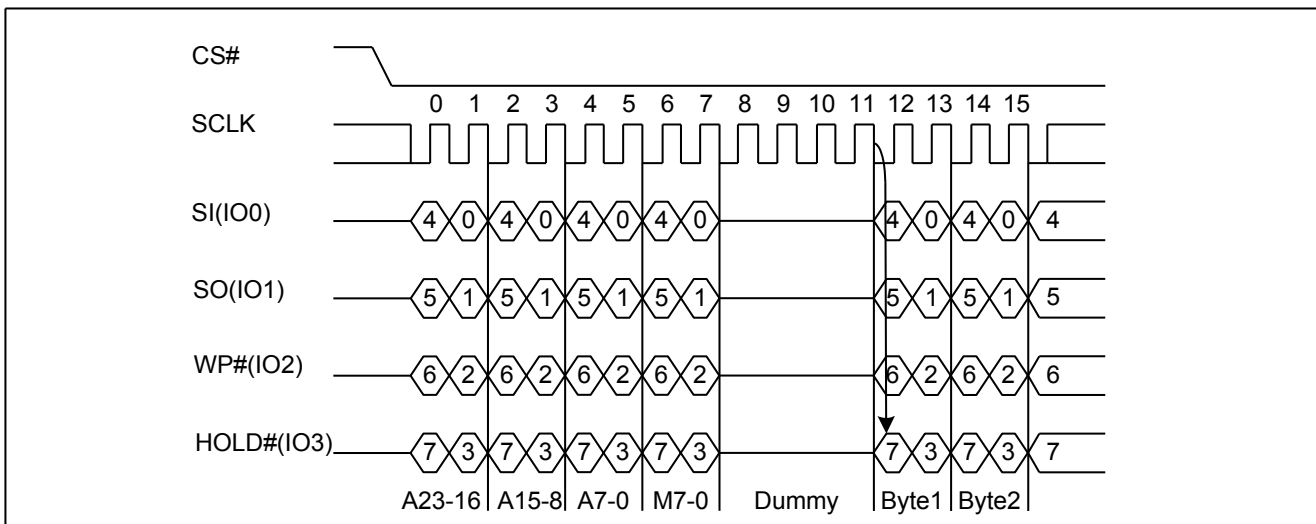 CS#
0 1 2 3 4 5 6 7 8 9 10 11 12 13 14 15
SCLK
SI(IO0) 4 0 4 0 4 0 4 0 4 0 4 0 4
SO(IO1) 5 1 5 1 5 1 5 1 5 1 5 1 5
WP#(IO2) 6 2 6 2 6 2 6 2 6 2 6 2 6
HOLD#(IO3) 7 3 7 3 7 3 7 3 7 3 7 3 7
A23-16 A15-8 A7-0 M7-0 Dummy Byte1 Byte2